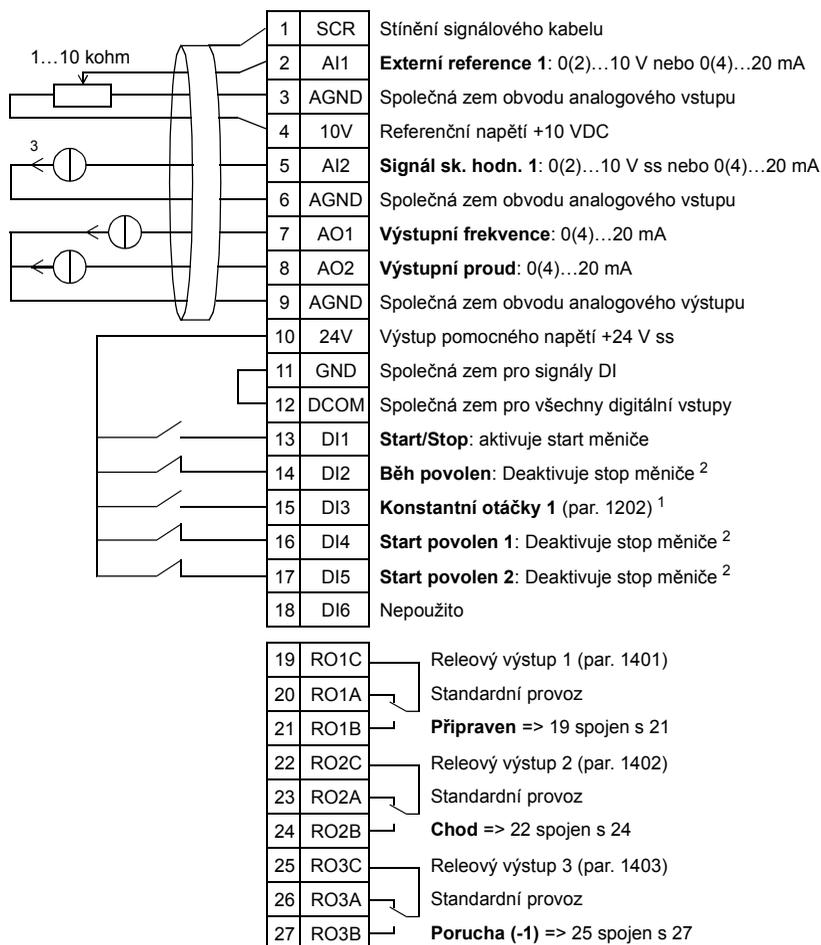 1 SCR Stínění signálového kabelu
1…10 kohm
2 AI1 Externí reference 1: 0(2)…10 V nebo 0(4)…20 mA
3 AGND Společná zem obvodu analogového vstupu
4 10V Referenční napětí +10 VDC
3
5 AI2 Signál sk. hodn. 1: 0(2)…10 V ss nebo 0(4)…20 mA
6 AGND Společná zem obvodu analogového vstupu
7 AO1 Výstupní frekvence: 0(4)…20 mA
8 AO2 Výstupní proud: 0(4)…20 mA
9 AGND Společná zem obvodu analogového výstupu
10 24V Výstup pomocného napětí +24 V ss
11 GND Společná zem pro signály DI
12 DCOM Společná zem pro všechny digitální vstupy
13 DI1 Start/Stop: aktivuje start měniče
14 DI2 Běh povolen: Deaktivuje stop měniče 2
15 DI3 Konstantní otáčky 1 (par. 1202) 1
16 DI4 Start povolen 1: Deaktivuje stop měniče 2
17 DI5 Start povolen 2: Deaktivuje stop měniče 2
18 DI6 Nepoužito
19 RO1C Releový výstup 1 (par. 1401)
20 RO1A Standardní provoz
21 RO1B Připraven => 19 spojen s 21
22 RO2C Releový výstup 2 (par. 1402)
23 RO2A Standardní provoz
24 RO2B Chod => 22 spojen s 24
25 RO3C Releový výstup 3 (par. 1403)
26 RO3A Standardní provoz
27 RO3B Porucha (-1) => 25 spojen s 27